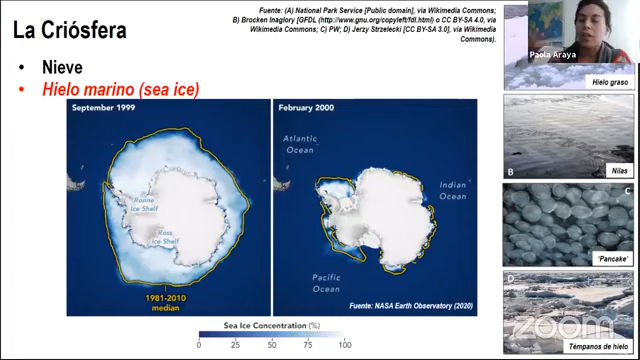 La Criósfera
Fuente: (A) National Park Service [Public domain], via Wikimedia Commons;
B) Brocken Inaglory [GFDL (http://www.gnu.org/copyleft/fdl.html) o CC BY-SA 4.0, via
Wikimedia Commons; C) PW; D) Jerzy Strzelecki [CC BY-SA 3.0], via Wikimedia
Commons).
Paola Araya
• Nieve
• Hielo marino (sea ice)
September 1999
Ronne
Ice Shelf
Ross
Ice Shelf
1981-2010
median
February 2000
Atlantic
Ocean
Indian
Ocean
Pacific
Ocean
Fuente: NASA Earth Observatory (2020)
Sea Ice Concentration (%)
0 25 50 75 100
Hielo graso
B
Nilas
C
'Pancake'
D
zoom
Témpanos de hielo